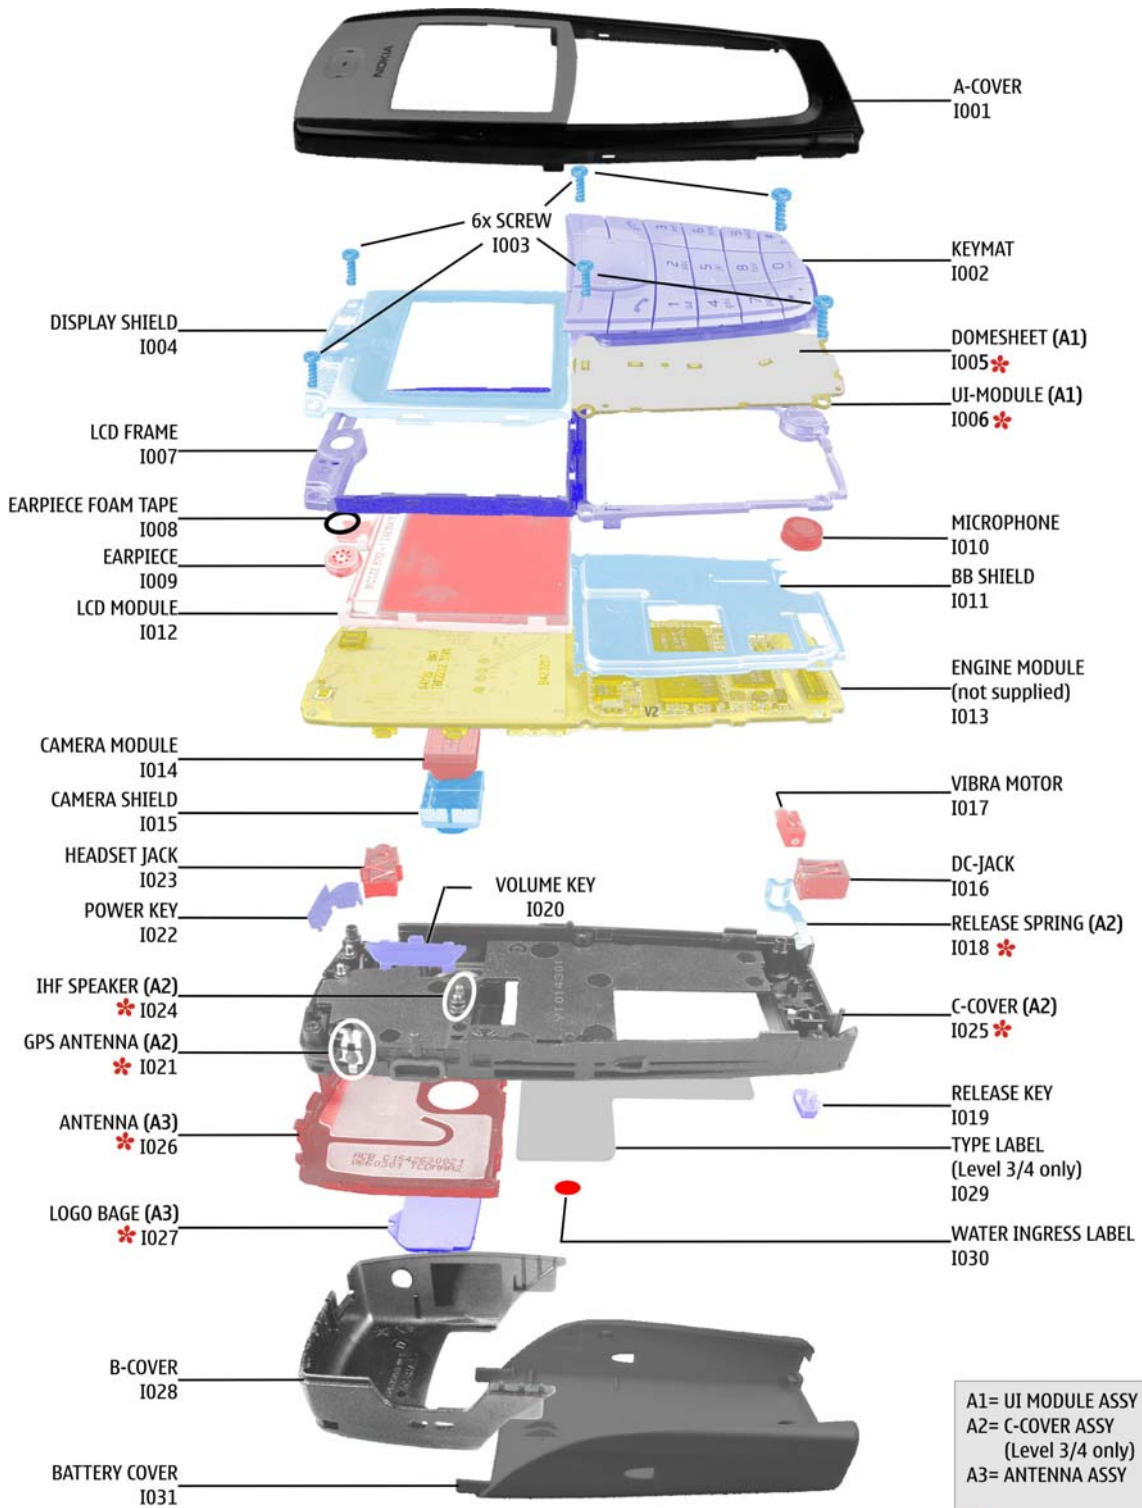 NOKIA
A-COVER
I001
6x SCREW
I003
KEYMAT
I002
DISPLAY SHIELD
I004
DOMESHEET (A1)
I005*
UI-MODULE (A1)
I006 *
LCD FRAME
I007
EARPIECE FOAM TAPE
I008
MICROPHONE
I010
EARPIECE
I009
BB SHIELD
I011
LCD MODULE
I012
ENGINE MODULE
(not supplied)
I013
V2
CAMERA MODULE
I014
CAMERA SHIELD
I015
VIBRA MOTOR
I017
HEADSET JACK
I023
DC-JACK
I016
VOLUME KEY
I020
POWER KEY
I022
RELEASE SPRING (A2)
I018 *
IHF SPEAKER (A2)
* I024
C-COVER (A2)
I025 *
YT014301
GPS ANTENNA (A2)
* I021
RELEASE KEY
I019
ANTENNA (A3)
* I026
TYPE LABEL
(Level 3/4 only)
I029
LOGO BAGE (A3)
* I027
WATER INGRESS LABEL
I030
B-COVER
I028
A1= UI MODULE ASSY
A2= C-COVER ASSY
(Level 3/4 only)
A3= ANTENNA ASSY
BATTERY COVER
I031